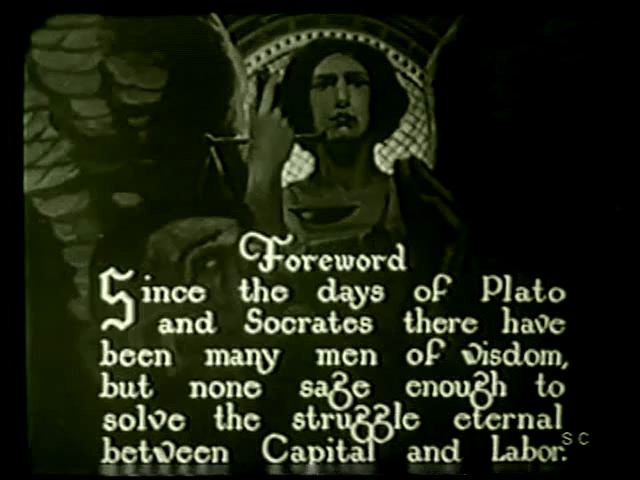 Foreword
Since the days of Plato
and Socrates there have
been many men of wisdom,
but none sage enough to
solve the struggle eternal
between Capital and Labor.
SC